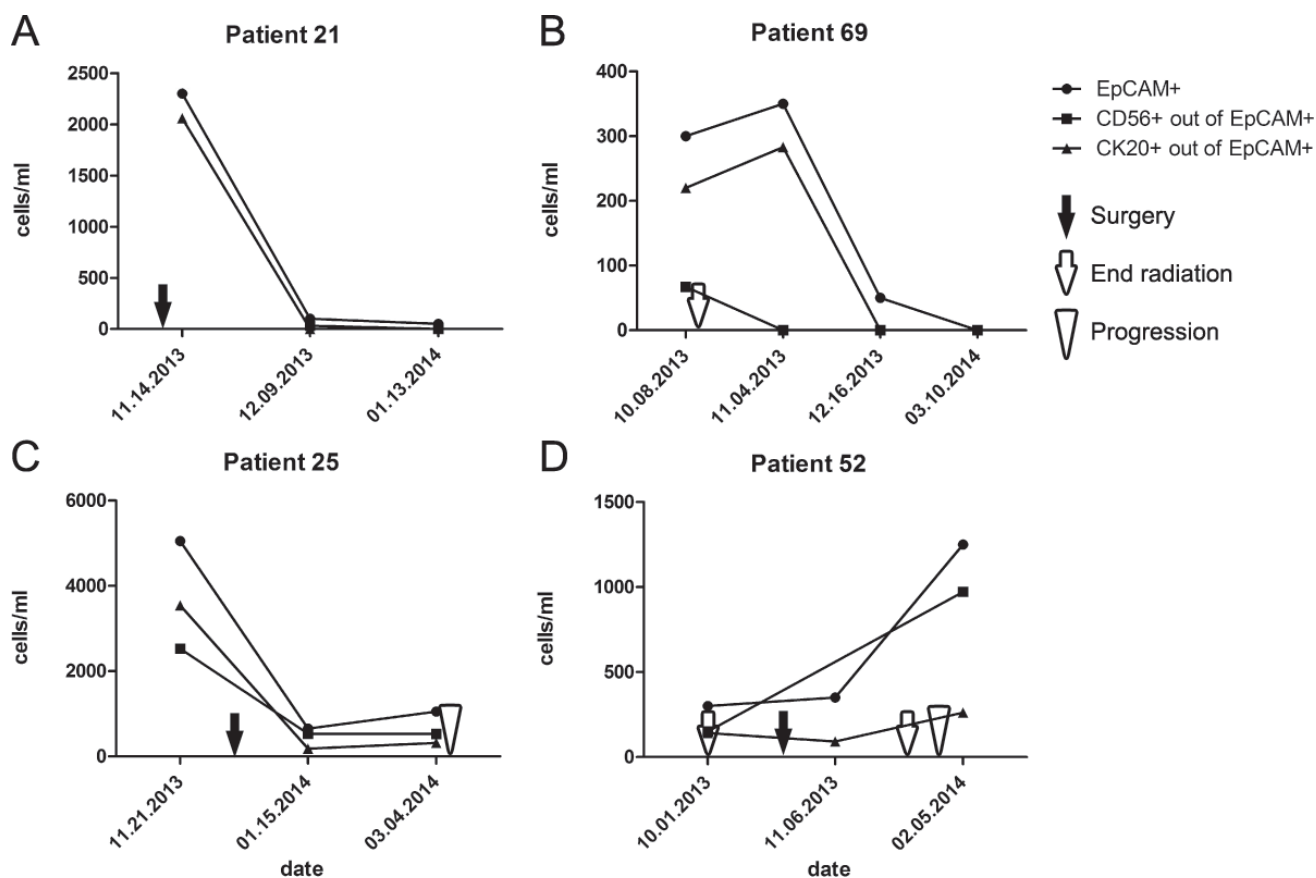 A
Patient 21
2500
2000
1500
1000
500
0
cells/ml
11.14.2013
12.09.2013
01.13.2014
B
Patient 69
400
300
200
100
0
cells/ml
10.08.2013
11.04.2013
12.16.2013
03.10.2014
EpCAM+
CD56+ out of EpCAM+
CK20+ out of EpCAM+
Surgery
End radiation
Progression
C
Patient 25
6000
4000
2000
0
cells/ml
11.21.2013
01.15.2014
03.04.2014
date
D
Patient 52
1500
1000
500
0
cells/ml
10.01.2013
11.06.2013
02.05.2014
date